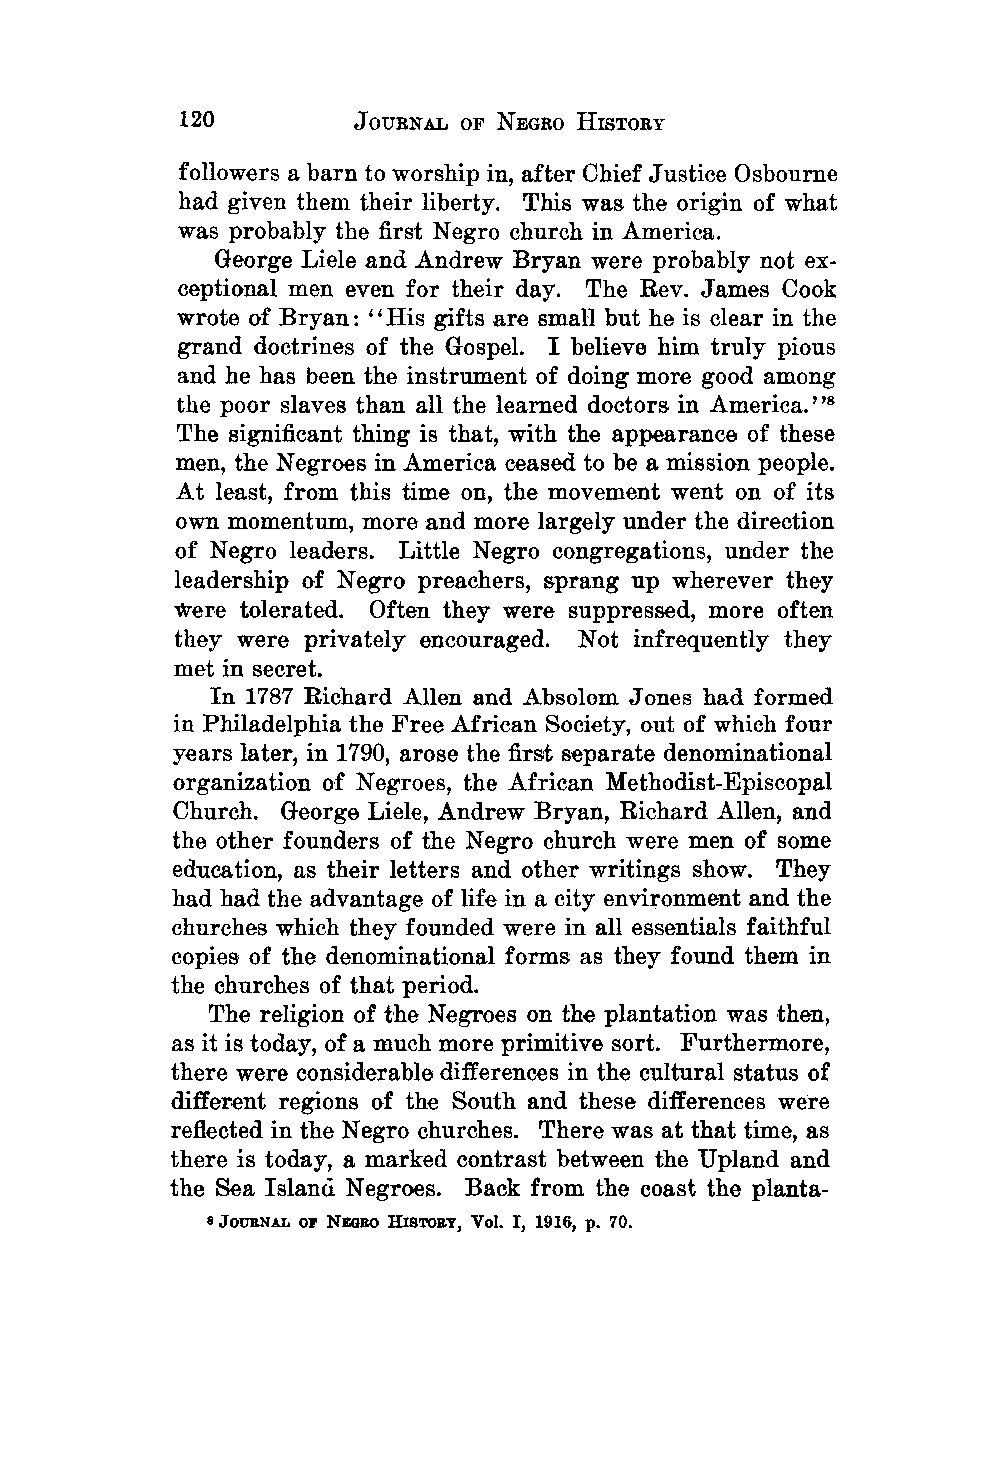 120 JOURNAL OF NEGRO HISTORY
followers a barn to worship in, after Chief Justice Osbourne
had given them their liberty. This was the origin of what
was probably the first Negro church in America.
George Liele and Andrew Bryan were probably not ex-
ceptional men even for their day. The Rev. James Cook
wrote of Bryan: ‘‘His gifts are small but he is clear in the
grand doctrines of the Gospel. I believe him truly pious
and he has been the instrument of doing more good among
the poor slaves than all the learned doctors in America.’’⁸
The significant thing is that, with the appearance of these
men, the Negroes in America ceased to be a mission people.
At least, from this time on, the movement went on of its
own momentum, more and more largely under the direction
of Negro leaders. Little Negro congregations, under the
leadership of Negro preachers, sprang up wherever they
were tolerated. Often they were suppressed, more often
they were privately encouraged. Not infrequently they
met in secret.
In 1787 Richard Allen and Absolom Jones had formed
in Philadelphia the Free African Society, out of which four
years later, in 1790, arose the first separate denominational
organization of Negroes, the African Methodist-Episcopal
Church. George Liele, Andrew Bryan, Richard Allen, and
the other founders of the Negro church were men of some
education, as their letters and other writings show. They
had had the advantage of life in a city environment and the
churches which they founded were in all essentials faithful
copies of the denominational forms as they found them in
the churches of that period.
The religion of the Negroes on the plantation was then,
as it is today, of a much more primitive sort. Furthermore,
there were considerable differences in the cultural status of
different regions of the South and these differences were
reflected in the Negro churches. There was at that time, as
there is today, a marked contrast between the Upland and
the Sea Island Negroes. Back from the coast the planta-
⁸ JOURNAL OF NEGRO HISTORY, Vol. I, 1916, p. 70.